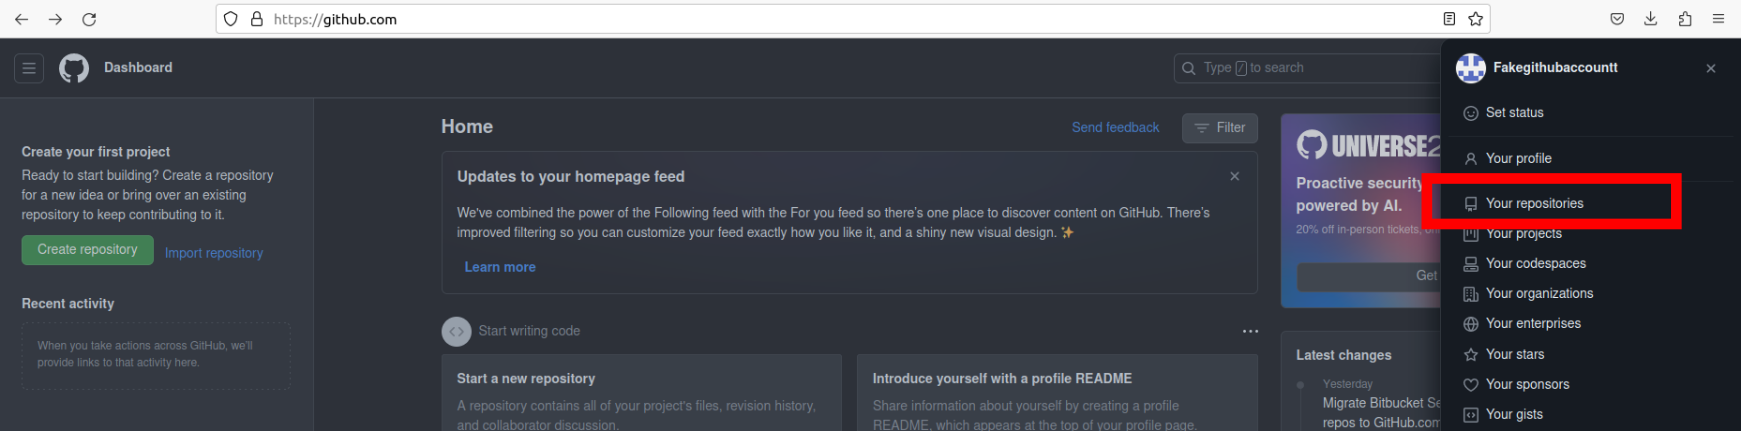 https://github.com
Dashboard
Type / to search
Fakegithubaccountt
Set status
Your profile
Your repositories
Your projects
Your codespaces
Your organizations
Your enterprises
Your stars
Your sponsors
Your gists
Create your first project
Ready to start building? Create a repository
for a new idea or bring over an existing
repository to keep contributing to it.
Create repository
Import repository
Recent activity
When you take actions across GitHub, we'll
provide links to that activity here.
Home
Send feedback
Filter
Updates to your homepage feed
We've combined the power of the Following feed with the For you feed so there's one place to discover content on GitHub. There's
improved filtering so you can customize your feed exactly how you like it, and a shiny new visual design. ✨
Learn more
Start writing code
Start a new repository
A repository contains all of your project's files, revision history,
and collaborator discussion.
Introduce yourself with a profile README
Share information about yourself by creating a profile
README, which appears at the top of your profile page.
UNIVERSE2
Proactive security
powered by AI.
20% off in-person tickets,
Get
Latest changes
Yesterday
Migrate Bitbucket Se
repos to GitHub.com